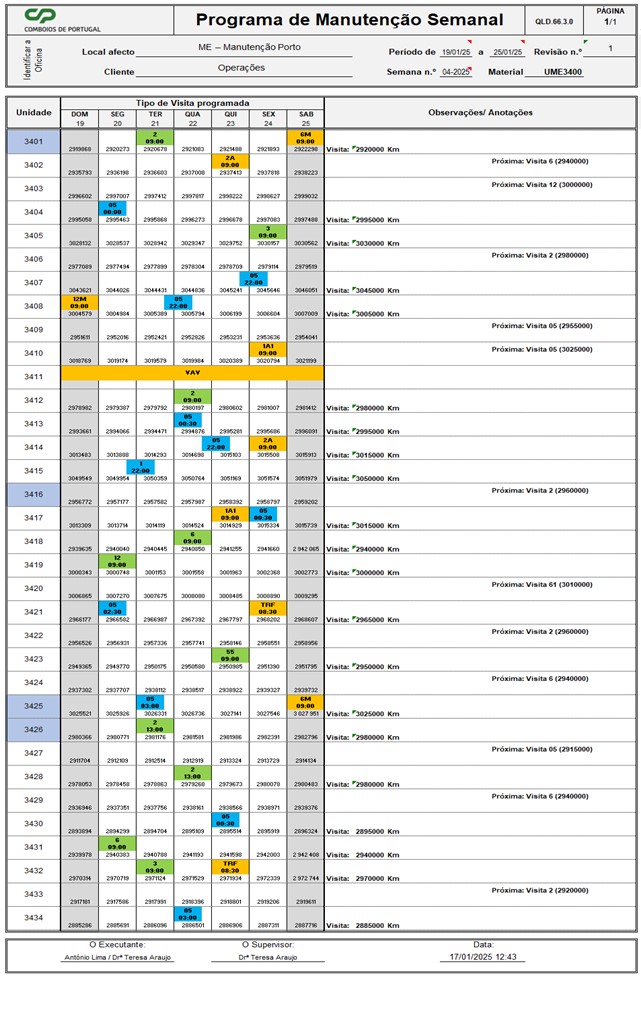 CP
COMBOIOS DE PORTUGAL
Programa de Manutenção Semanal
QLD.66.3.0
PÁGINA
1/1
Identificar a Oficina
Local afecto ME – Manutenção Porto Período de 19/01/25 a 25/01/25 Revisão n.º 1
Cliente Operações Semana n.º 04-2025 Material UME3400
Unidade Tipo de Visita programada Observações/ Anotações
DOM SEG TER QUA QUI SEX SAB
19 20 21 22 23 24 25
3401 2 09:00 6M 09:00
2919868 2920273 2920678 2921083 2921488 2921893 2922298 Visita: 2920000 Km
3402 2A 09:00 Próxima: Visita 6 (2940000)
2935793 2936198 2936603 2937008 2937413 2937818 2938223
3403 Próxima: Visita 12 (3000000)
2996602 2997007 2997412 2997817 2998222 2998627 2999032
3404 05 00:00
2995058 2995463 2995868 2996273 2996678 2997083 2997488 Visita: 2995000 Km
3405 3 09:00
3028132 3028537 3028942 3029347 3029752 3030157 3030562 Visita: 3030000 Km
3406 Próxima: Visita 2 (2980000)
2977089 2977494 2977899 2978304 2978709 2979114 2979519
3407 05 22:00
3043621 3044026 3044431 3044836 3045241 3045646 3046051 Visita: 3045000 Km
3408 12M 09:00 05 22:00
3004579 3004984 3005389 3005794 3006199 3006604 3007009 Visita: 3005000 Km
3409 Próxima: Visita 05 (2955000)
2951611 2952016 2952421 2952826 2953231 2953636 2954041
3410 1A1 09:00 Próxima: Visita 05 (3025000)
3018769 3019174 3019579 3019984 3020389 3020794 3021199
3411 VAV
3412 2 09:00
2978982 2979387 2979792 2980197 2980602 2981007 2981412 Visita: 2980000 Km
3413 05 00:30
2993661 2994066 2994471 2994876 2995281 2995686 2996091 Visita: 2995000 Km
3414 05 22:00 2A 09:00
3013483 3013888 3014293 3014698 3015103 3015508 3015913 Visita: 3015000 Km
3415 1 22:00
3049549 3049954 3050359 3050764 3051169 3051574 3051979 Visita: 3050000 Km
3416 Próxima: Visita 2 (2960000)
2956772 2957177 2957582 2957987 2958392 2958797 2959202
3417 1A1 09:00 05 00:30
3013309 3013714 3014119 3014524 3014929 3015334 3015739 Visita: 3015000 Km
3418 6 09:00
2939635 2940040 2940445 2940850 2941255 2941660 2 942 065 Visita: 2940000 Km
3419 12 09:00
3000343 3000748 3001153 3001558 3001963 3002368 3002773 Visita: 3000000 Km
3420 Próxima: Visita 61 (3010000)
3006865 3007270 3007675 3008080 3008485 3008890 3009295
3421 05 02:30 TRF 08:30
2966177 2966582 2966987 2967392 2967797 2968202 2968607 Visita: 2965000 Km
3422 Próxima: Visita 2 (2960000)
2956526 2956931 2957336 2957741 2958146 2958551 2958956
3423 55 09:00
2949365 2949770 2950175 2950580 2950985 2951390 2951795 Visita: 2950000 Km
3424 Próxima: Visita 6 (2940000)
2937302 2937707 2938112 2938517 2938922 2939327 2939732
3425 05 03:00 6M 09:00
3025521 3025926 3026331 3026736 3027141 3027546 3 027 951 Visita: 3025000 Km
3426 2 13:00
2980366 2980771 2981176 2981581 2981986 2982391 2982796 Visita: 2980000 Km
3427 Próxima: Visita 05 (2915000)
2911704 2912109 2912514 2912919 2913324 2913729 2914134
3428 2 13:00
2978053 2978458 2978863 2979268 2979673 2980078 2980483 Visita: 2980000 Km
3429 Próxima: Visita 6 (2940000)
2936946 2937351 2937756 2938161 2938566 2938971 2939376
3430 05 00:30
2893894 2894299 2894704 2895109 2895514 2895919 2896324 Visita: 2895000 Km
3431 6 09:00
2939978 2940383 2940788 2941193 2941598 2942003 2 942 408 Visita: 2940000 Km
3432 3 09:00 TRF 08:30
2970314 2970719 2971124 2971529 2971934 2972339 2 972 744 Visita: 2970000 Km
3433 Próxima: Visita 2 (2920000)
2917181 2917586 2917991 2918396 2918801 2919206 2919611
3434 05 03:00
2885286 2885691 2886096 2886501 2886906 2887311 2887716 Visita: 2885000 Km
O Executante: O Supervisor: Data:
António Lima / Drª Teresa Araujo Drª Teresa Araujo 17/01/2025 12:43